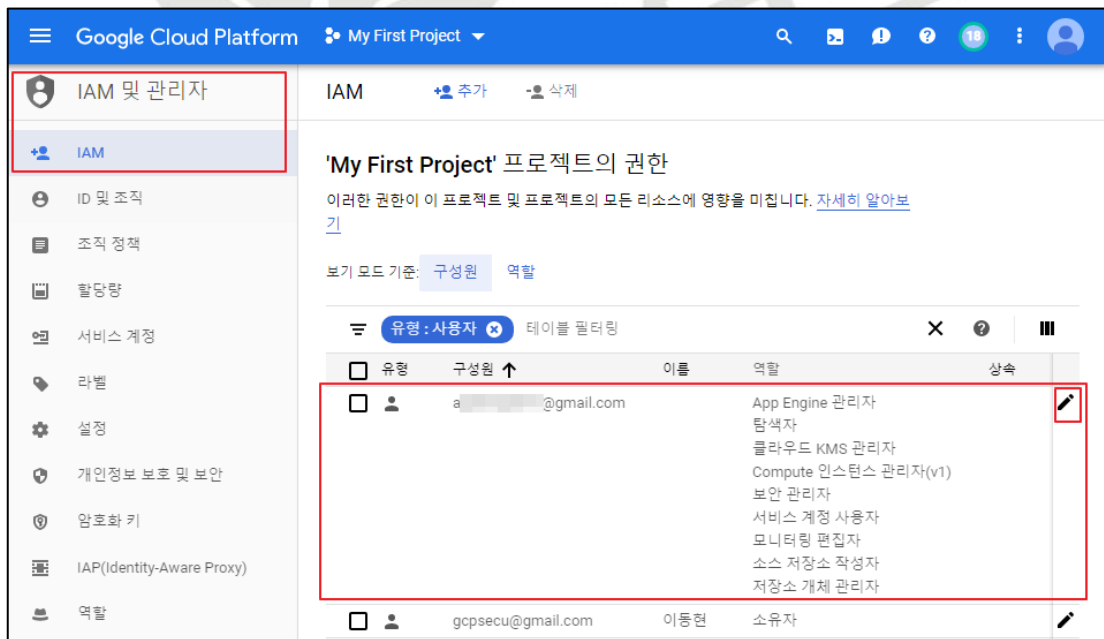 Google Cloud Platform My First Project 18
IAM 및 관리자
IAM
ID 및 조직
조직 정책
할당량
서비스 계정
라벨
설정
개인정보 보호 및 보안
암호화 키
IAP(Identity-Aware Proxy)
역할
IAM 추가 삭제
'My First Project' 프로젝트의 권한
이러한 권한이 이 프로젝트 및 프로젝트의 모든 리소스에 영향을 미칩니다. 자세히 알아보
기
보기 모드 기준: 구성원 역할
유형 : 사용자 테이블 필터링
유형 구성원 이름 역할 상속
a @gmail.com App Engine 관리자
탐색자
클라우드 KMS 관리자
Compute 인스턴스 관리자(v1)
보안 관리자
서비스 계정 사용자
모니터링 편집자
소스 저장소 작성자
저장소 개체 관리자
gcpsecu@gmail.com 이동현 소유자